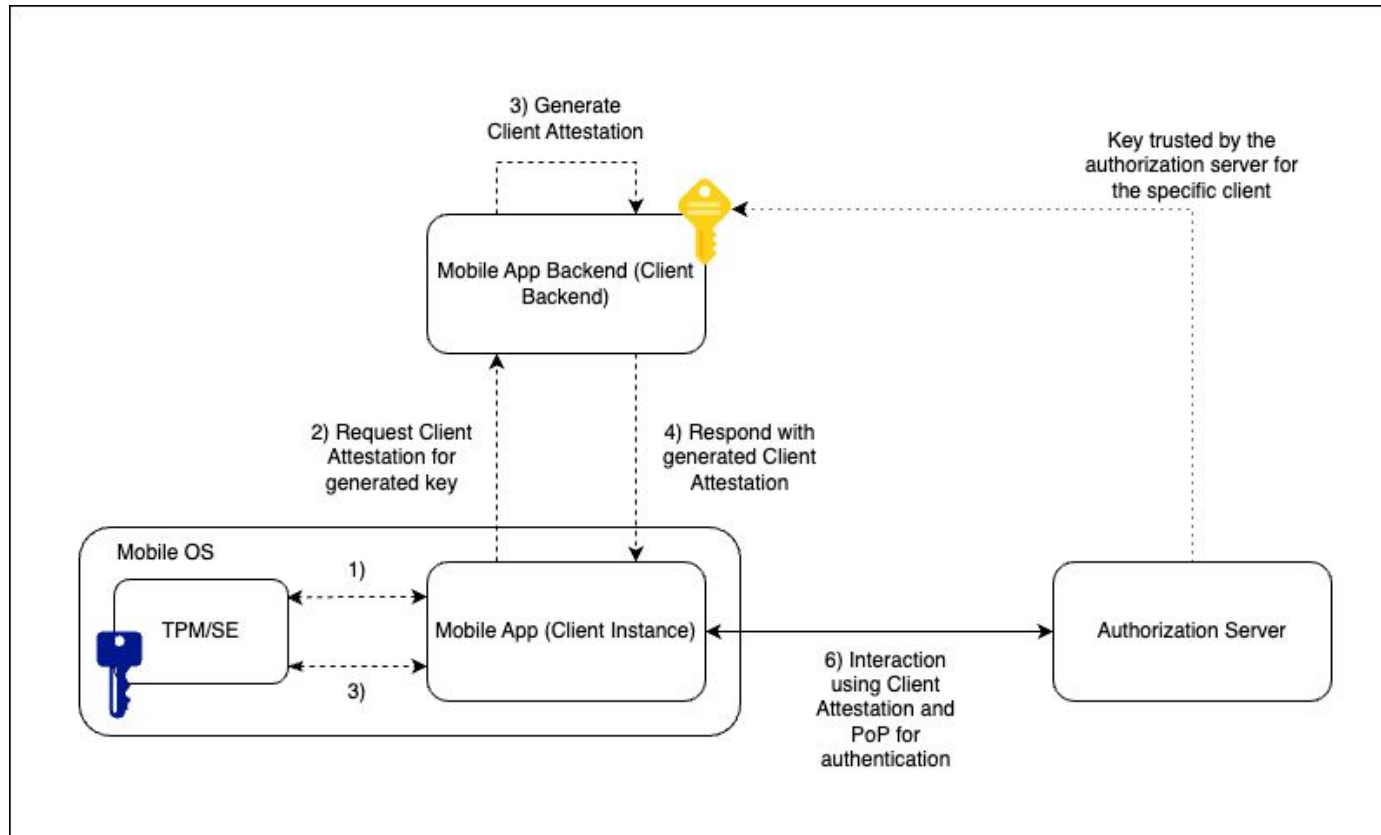 3) Generate
Client Attestation
Key trusted by the
authorization server for
the specific client
Mobile App Backend (Client
Backend)
2) Request Client
Attestation for
generated key
4) Respond with
generated Client
Attestation
Mobile OS
1)
TPM/SE
Mobile App (Client Instance)
Authorization Server
3)
6) Interaction
using Client
Attestation and
PoP for
authentication